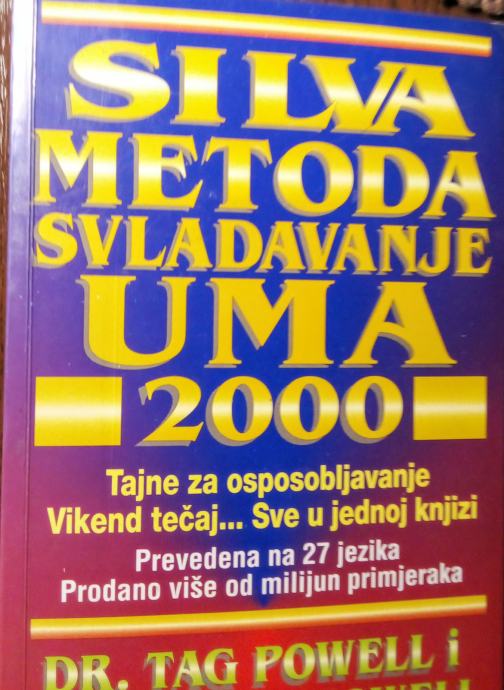 SILVA
METODA
SVLADAVANJE
UMA
2000
Tajne za osposobljavanje
Vikend tečaj... Sve u jednoj knjizi
Prevedena na 27 jezika
Prodano više od milijun primjeraka
DR. TAG POWELL i